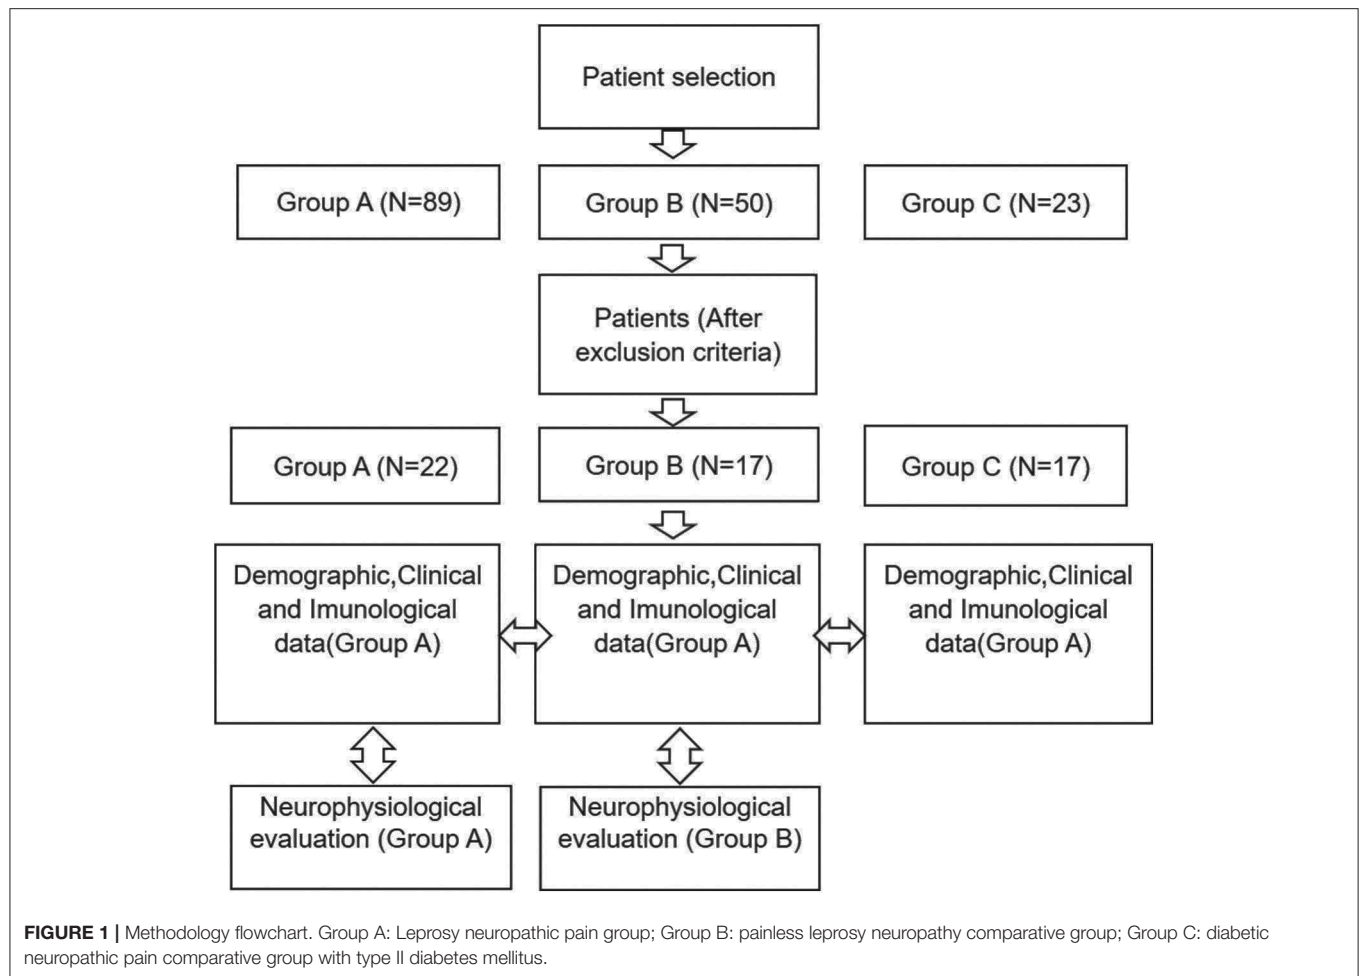 Patient selection
Group A (N=89)
Group B (N=50)
Group C (N=23)
Patients (After
exclusion criteria)
Group A (N=22)
Group B (N=17)
Group C (N=17)
Demographic,Clinical
and Imunological
data(Group A)
Demographic,Clinical
and Imunological
data(Group A)
Demographic,Clinical
and Imunological
data(Group A)
Neurophysiological
evaluation (Group A)
Neurophysiological
evaluation (Group B)
FIGURE 1 | Methodology flowchart. Group A: Leprosy neuropathic pain group; Group B: painless leprosy neuropathy comparative group; Group C: diabetic
neuropathic pain comparative group with type II diabetes mellitus.